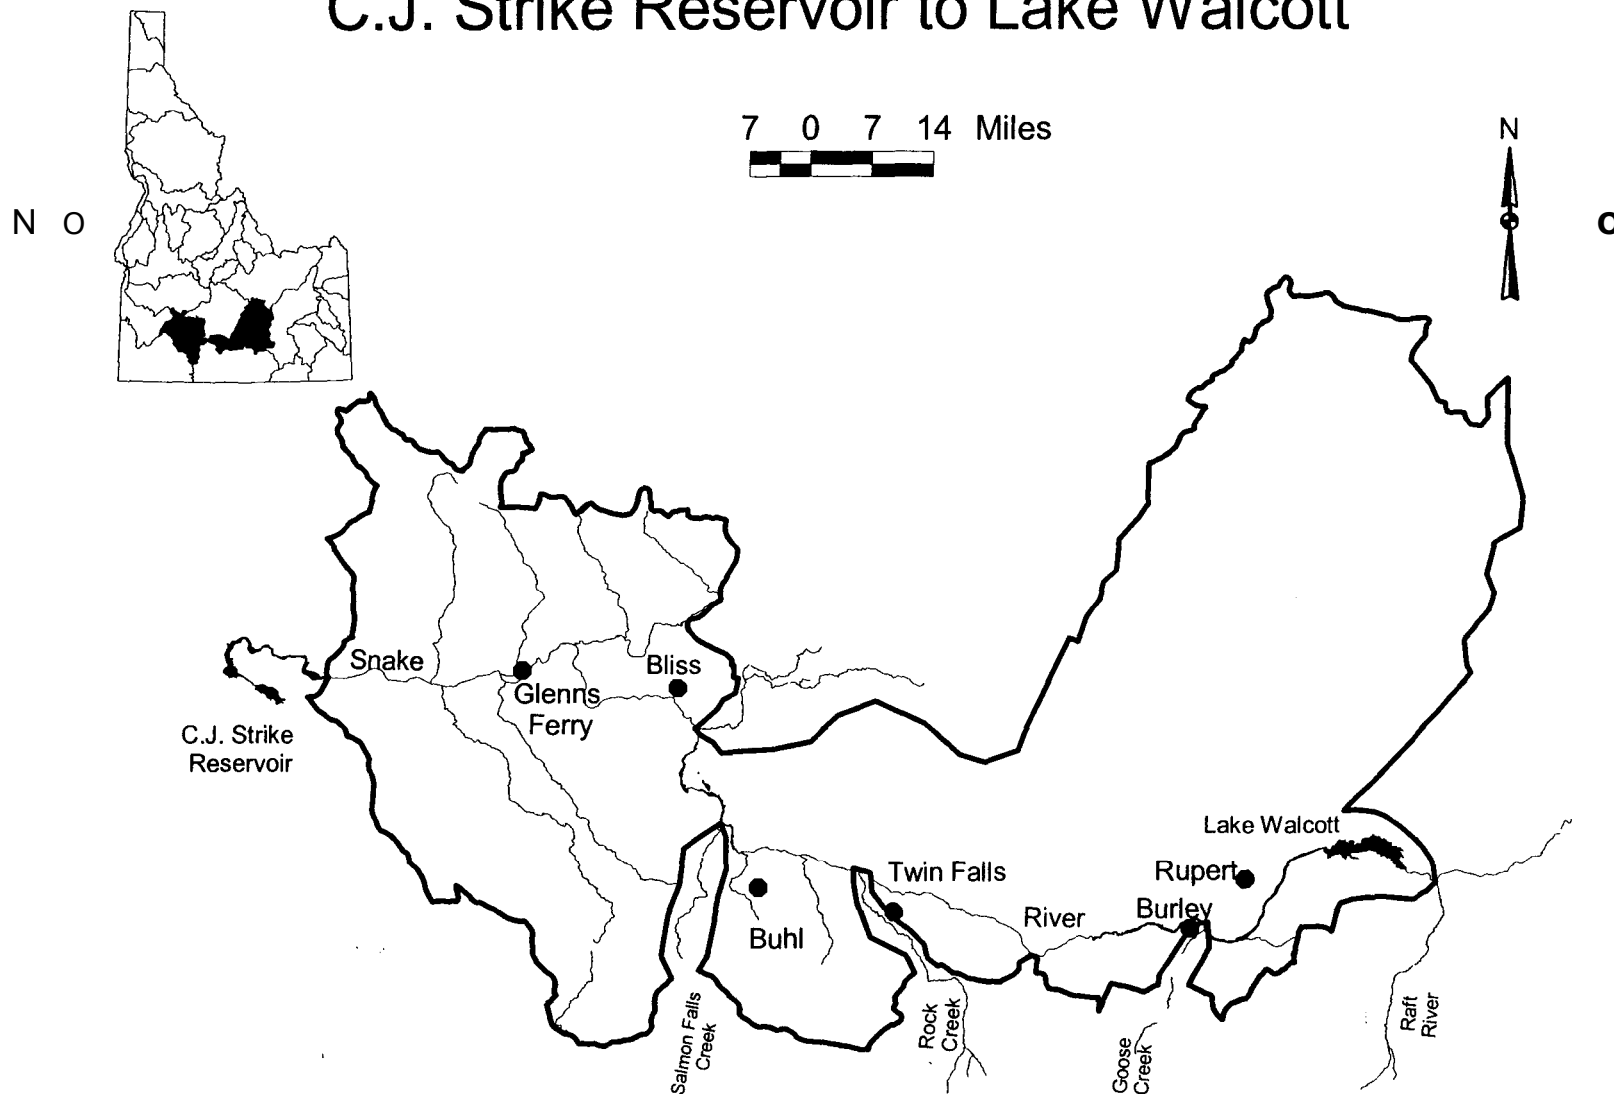 C.J. Strike Reservoir to Lake Walcott
7 0 7 14 Miles
N
N O
Snake
Bliss
Glenns
Ferry
C.J. Strike
Reservoir
Lake Walcott
Twin Falls
Rupert
River
Burley
Buhl
Salmon Falls
Creek
Rock
Creek
Goose
Creek
Raft
River